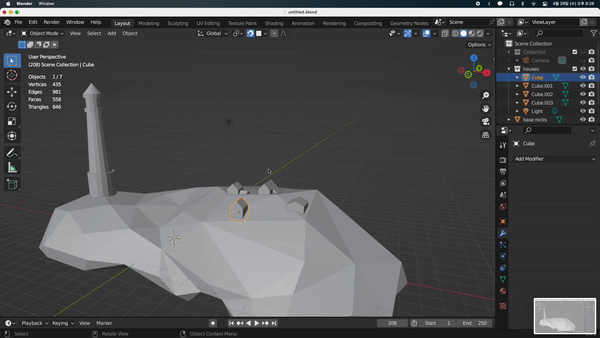 Blender Window
untitled.blend
File Edit Render Window Help Layout Modeling Sculpting UV Editing Texture Paint Shading Animation Rendering Compositing Geometry Nodes Scene ViewLayer
Object Mode View Select Add Object Global
Options
User Perspective
(208) Scene Collection | Cube
Objects 1 / 7
Vertices 435
Edges 981
Faces 558
Triangles 846
Scene Collection
Collection
Camera
houses
Cube
Cube.001
Cube.002
Cube.003
Light
base rocks
Cube
Add Modifier
Playback Keying View Marker 208 Start 1 End 250
Select Rotate View Object Context Menu